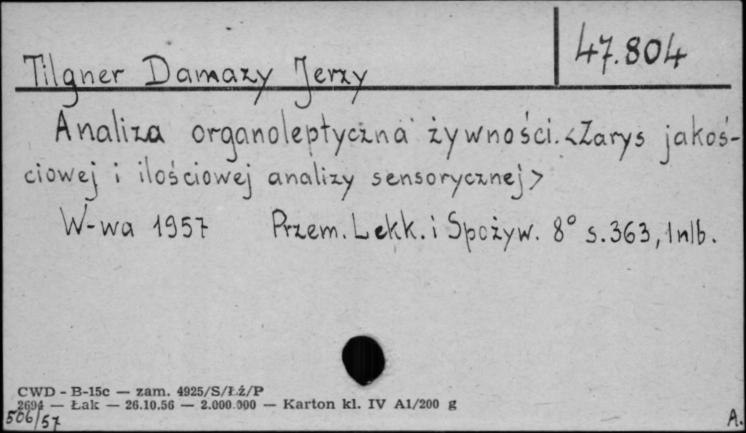 47.804
Tilgner Damazy Jerzy
Analiza organoleptyczna żywności. <Zarys jakoś-
ciowej i ilościowej analizy sensorycznej>
W-wa 1957 Przem. Lekk. i Spożyw. 8° s. 363, 1 nlb.
CWD - B-15c — zam. 4925/S/Łź/P
2694 — Łak — 26.10.56 — 2.000.000 — Karton kl. IV A1/200 g
506/57 A.